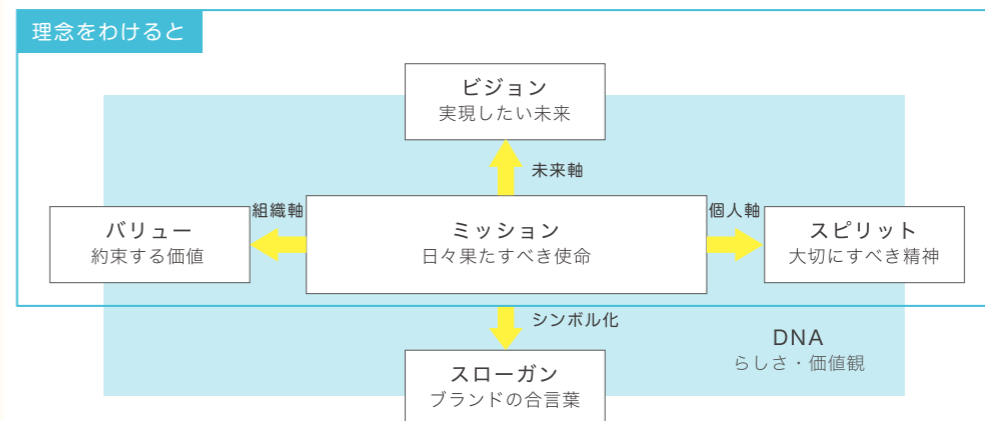 理念をわけると
ビジョン
実現したい未来
未来軸
組織軸
個人軸
バリュー
約束する価値
ミッション
日々果たすべき使命
スピリット
大切にすべき精神
シンボル化
DNA
らしさ・価値観
スローガン
ブランドの合言葉